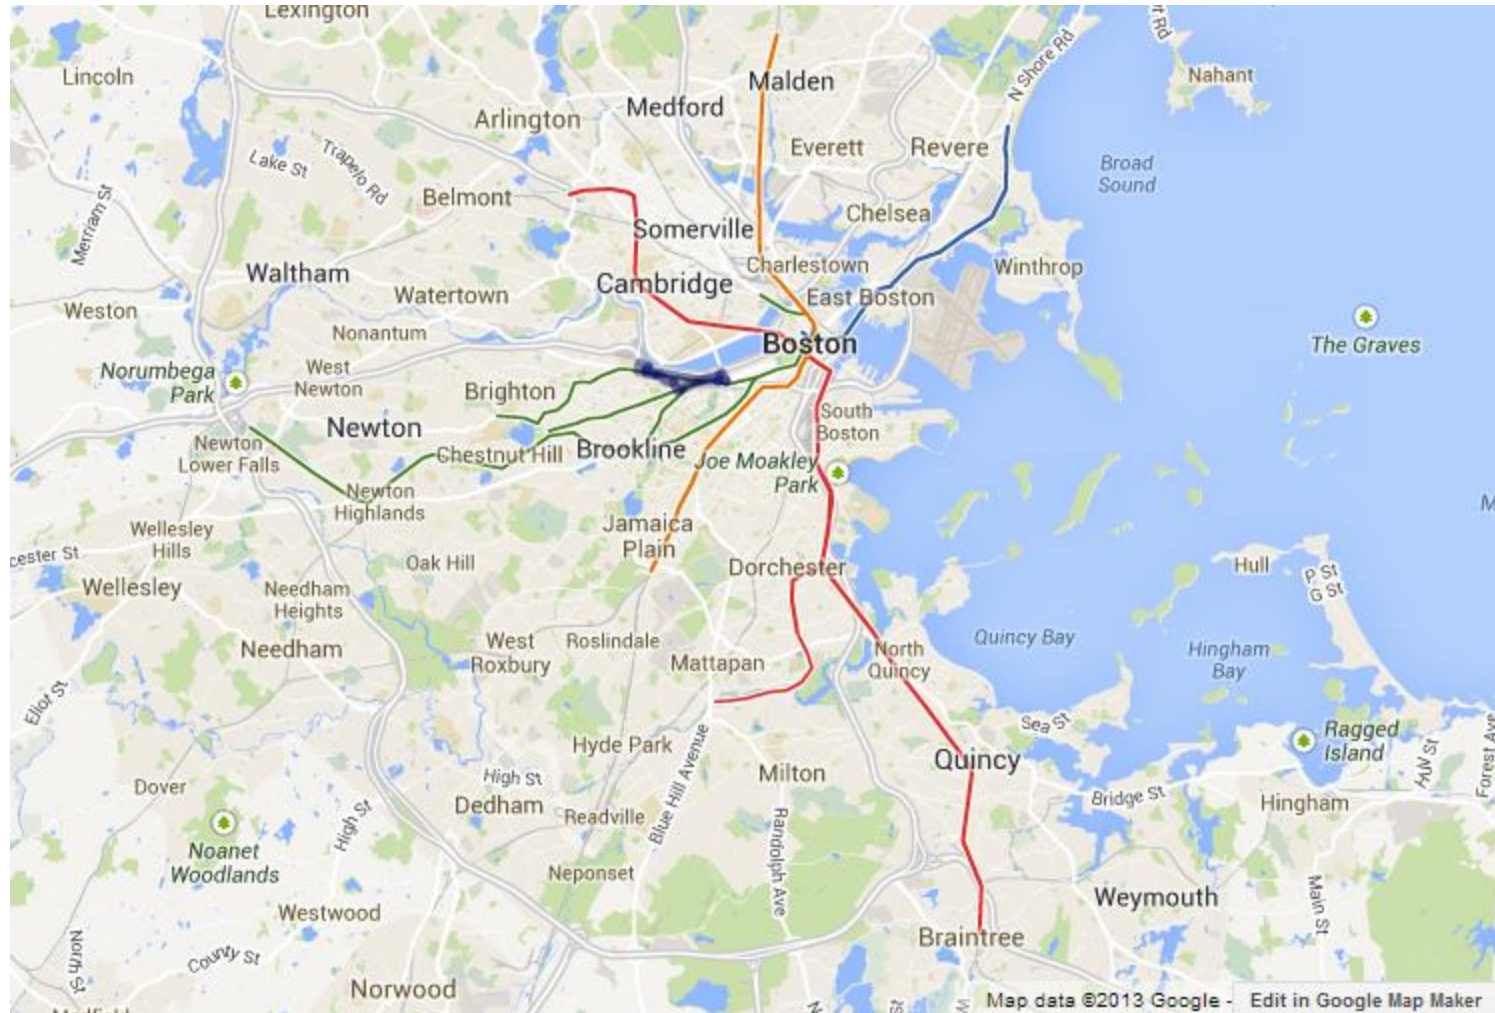 Lexington
Lincoln
Nahant
N Shore Rd
Malden
Medford
Arlington
Everett
Revere
Lake St
Trapelo Rd
Broad
Sound
Belmont
Merriam St
Chelsea
Somerville
Waltham
Charlestown
Winthrop
Cambridge
Watertown
East Boston
Weston
Nonantum
Boston
The Graves
Norumbega
Park
West
Newton
Brighton
South
Boston
Newton
Newton
Lower Falls
Chestnut Hill
Brookline
Joe Moakley
Park
Newton
Highlands
Wellesley
Hills
Jamaica
Plain
cester St
Oak Hill
Dorchester
Hull
P St
G St
Wellesley
Needham
Heights
West
Roxbury
Roslindale
Quincy Bay
Needham
Mattapan
North
Quincy
Hingham
Bay
Eliot St
Sea St
Hyde Park
Blue Hill Avenue
Ragged
Island
Quincy
High St
Milton
Dover
Bridge St
Hingham
Forest Ave
Dedham
Readville
High St
Randolph Ave
Noanet
Woodlands
Neponset
Weymouth
Main St
Westwood
Braintree
North St
County St
Norwood
Map data ©2013 Google -
Edit in Google Map Maker